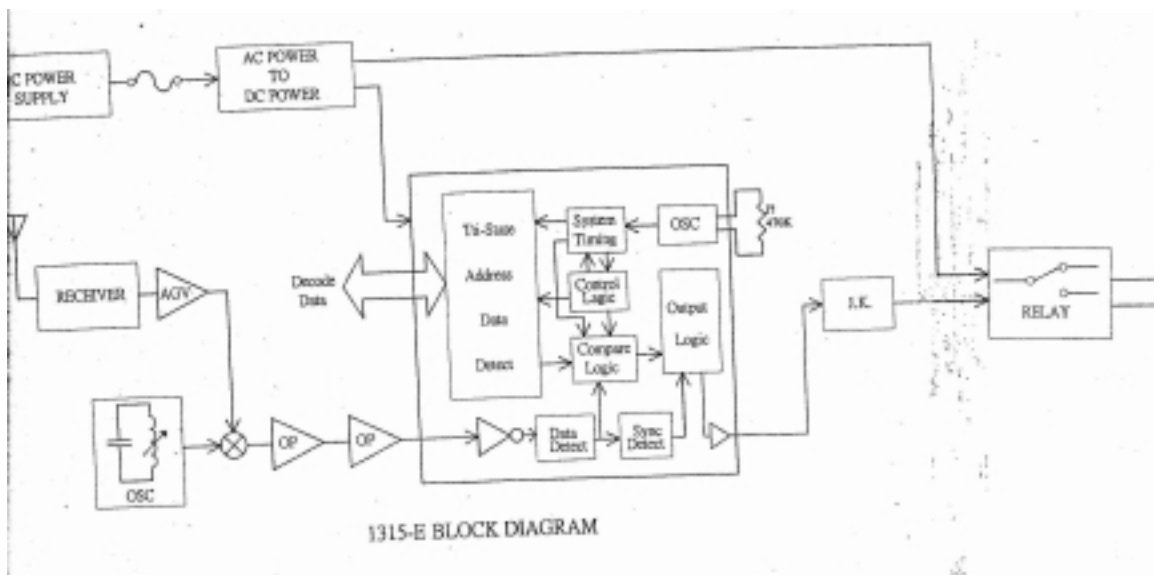 C POWER
SUPPLY
AC POWER
TO
DC POWER
RECEIVER
AGV
OSC
OP
OP
Decode
Data
Tri-State
Address
Data
Detect
System
Timing
OSC
470K
Control
Logic
Compare
Logic
Output
Logic
Data
Detect
Sync
Detect
J.K.
RELAY
1315-E BLOCK DIAGRAM